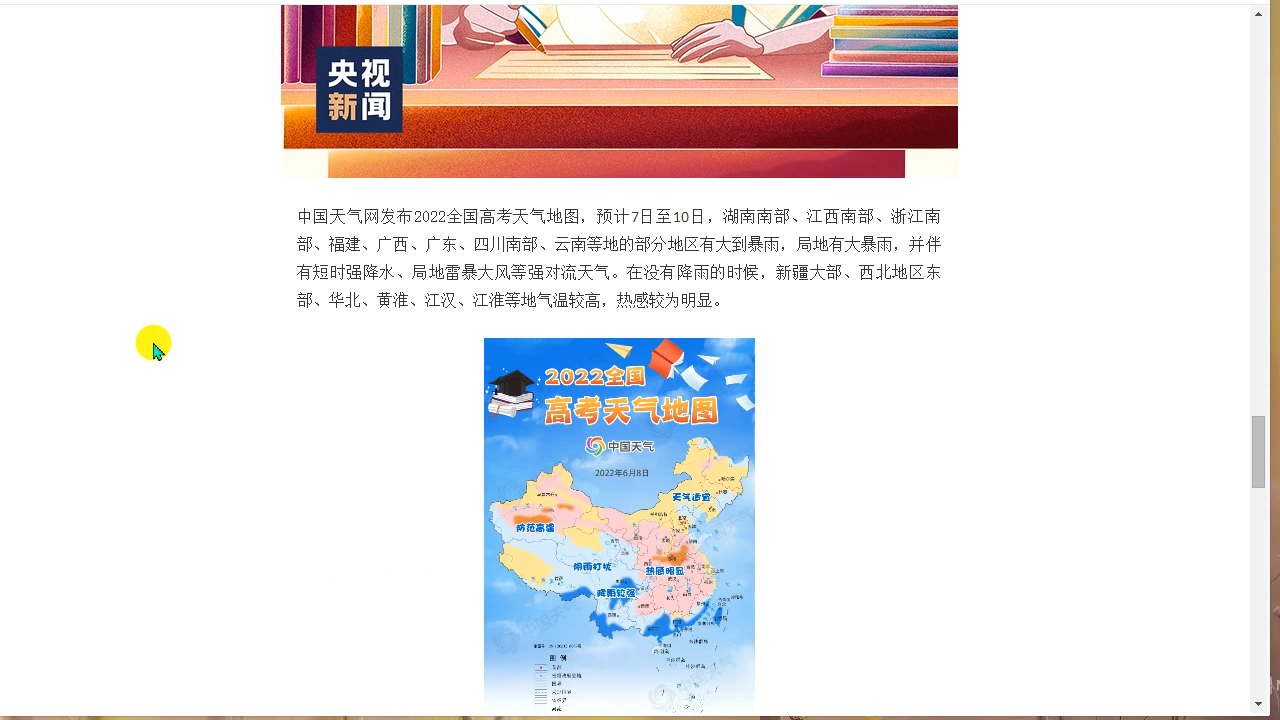 央视
新闻
中国天气网发布2022全国高考天气地图，预计7日至10日，湖南南部、江西南部、浙江南
部、福建、广西、广东、四川南部、云南等地的部分地区有大到暴雨，局地有大暴雨，并伴
有短时强降水、局地雷暴大风等强对流天气。在没有降雨的时候，新疆大部、西北地区东
部、华北、黄淮、江汉、江淮等地气温较高，热感较为明显。
2022全国
高考天气地图
中国天气
2022年6月8日
天气适宜
防范高温
阴雨打扰
热感明显
降雨较强
图 例